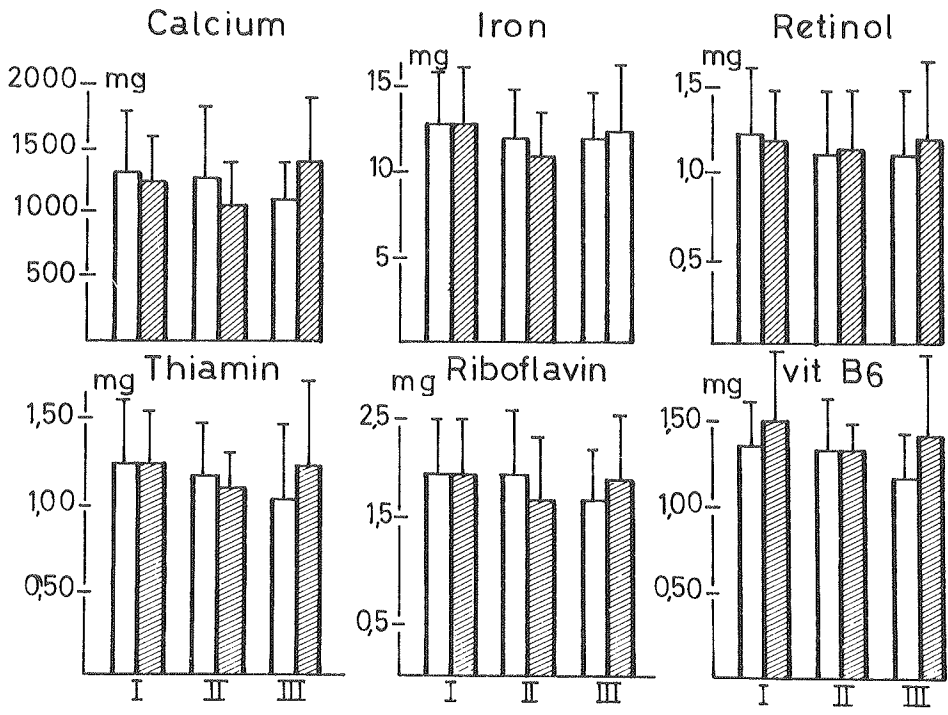 Calcium
2000 mg
1500
1000
500
Iron
mg
15
10
5
Retinol
mg
1,5
1,0
0,5
Thiamin
mg
1,50
1,00
0,50
I II III
Riboflavin
mg
2,5
1,5
0,5
I II III
vit B6
mg
1,50
1,00
0,50
I II III